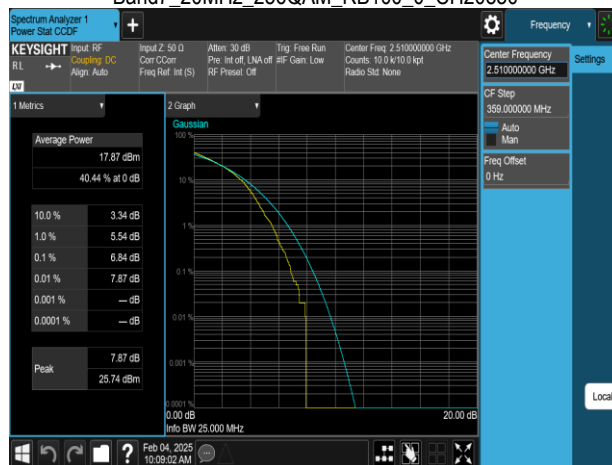 Spectrum Analyzer 1
Power Stat CCDF
Frequency
KEYSIGHT
RL
LXI
Input: RF
Coupling: DC
Align: Auto
Input Z: 50 Ω
Corr CCorr
Freq Ref: Int (S)
Atten: 30 dB
Pre: Int off, LNA off
RF Presel: Off
Trig: Free Run
#IF Gain: Low
Center Freq: 2.510000000 GHz
Counts: 10.0 k/10.0 kpt
Radio Std: None
Center Frequency
2.510000000 GHz
Settings
CF Step
359.000000 MHz
Auto
Man
Freq Offset
0 Hz
Local
1 Metrics
Average Power
17.87 dBm
40.44 % at 0 dB
10.0 % 3.34 dB
1.0 % 5.54 dB
0.1 % 6.84 dB
0.01 % 7.87 dB
0.001 % --- dB
0.0001 % --- dB
Peak
7.87 dB
25.74 dBm
2 Graph
Gaussian
100 %
10 %
1 %
0.1 %
0.01 %
0.001 %
0.0001 %
0.00 dB 20.00 dB
Info BW 25.000 MHz
Feb 04, 2025
10:09:02 AM